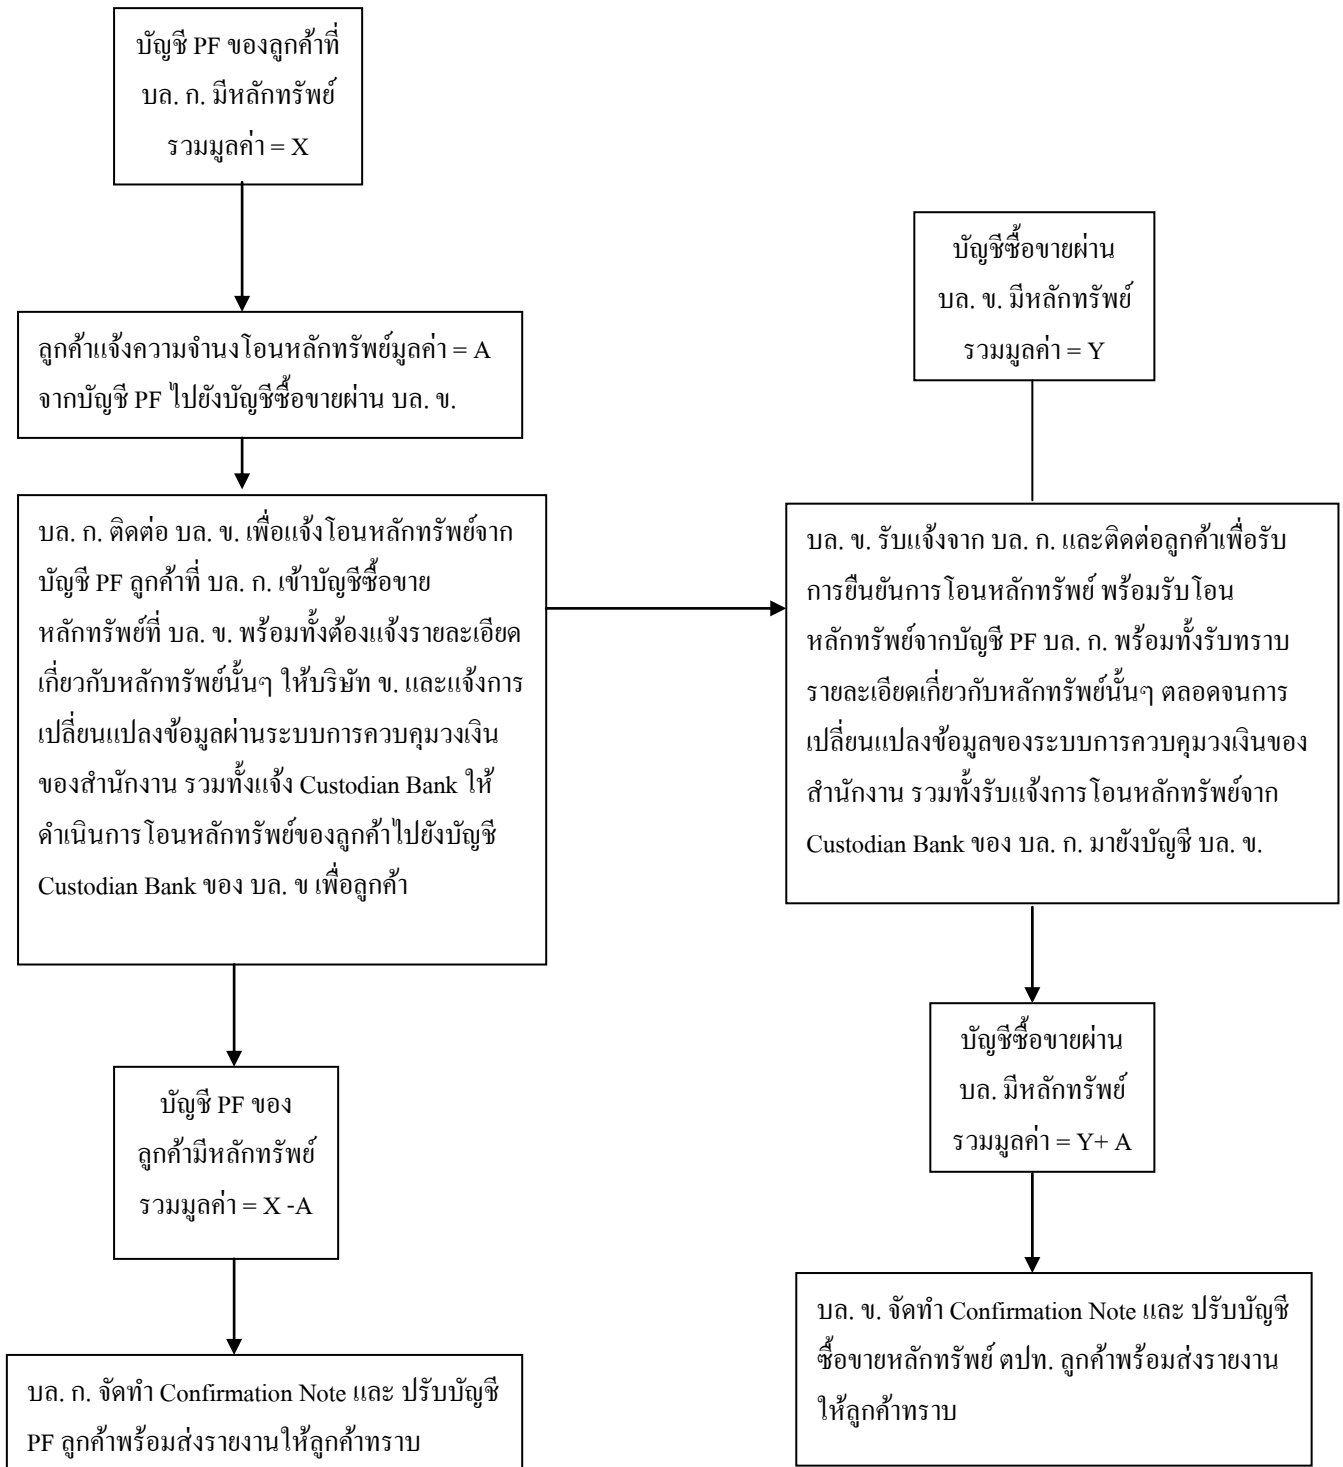 บัญชี PF ของลูกค้าที่
บล. ก. มีหลักทรัพย์
รวมมูลค่า = X
ลูกค้าแจ้งความจำนงโอนหลักทรัพย์มูลค่า = A
จากบัญชี PF ไปยังบัญชีซื้อขายผ่าน บล. ข.
บล. ก. ติดต่อ บล. ข. เพื่อแจ้งโอนหลักทรัพย์จาก
บัญชี PF ลูกค้าที่ บล. ก. เข้าบัญชีซื้อขาย
หลักทรัพย์ที่ บล. ข. พร้อมทั้งต้องแจ้งรายละเอียด
เกี่ยวกับหลักทรัพย์นั้นๆ ให้บริษัท ข. และแจ้งการ
เปลี่ยนแปลงข้อมูลผ่านระบบการควบคุมวงเงิน
ของสำนักงาน รวมทั้งแจ้ง Custodian Bank ให้
ดำเนินการโอนหลักทรัพย์ของลูกค้าไปยังบัญชี
Custodian Bank ของ บล. ข เพื่อลูกค้า
บัญชี PF ของ
ลูกค้ามีหลักทรัพย์
รวมมูลค่า = X -A
บล. ก. จัดทำ Confirmation Note และ ปรับบัญชี
PF ลูกค้าพร้อมส่งรายงานให้ลูกค้าทราบ
บัญชีซื้อขายผ่าน
บล. ข. มีหลักทรัพย์
รวมมูลค่า = Y
บล. ข. รับแจ้งจาก บล. ก. และติดต่อลูกค้าเพื่อรับ
การยืนยันการโอนหลักทรัพย์ พร้อมรับโอน
หลักทรัพย์จากบัญชี PF บล. ก. พร้อมทั้งรับทราบ
รายละเอียดเกี่ยวกับหลักทรัพย์นั้นๆ ตลอดจนการ
เปลี่ยนแปลงข้อมูลของระบบการควบคุมวงเงินของ
สำนักงาน รวมทั้งรับแจ้งการโอนหลักทรัพย์จาก
Custodian Bank ของ บล. ก. มายังบัญชี บล. ข.
บัญชีซื้อขายผ่าน
บล. มีหลักทรัพย์
รวมมูลค่า = Y+ A
บล. ข. จัดทำ Confirmation Note และ ปรับบัญชี
ซื้อขายหลักทรัพย์ ตปท. ลูกค้าพร้อมส่งรายงาน
ให้ลูกค้าทราบ